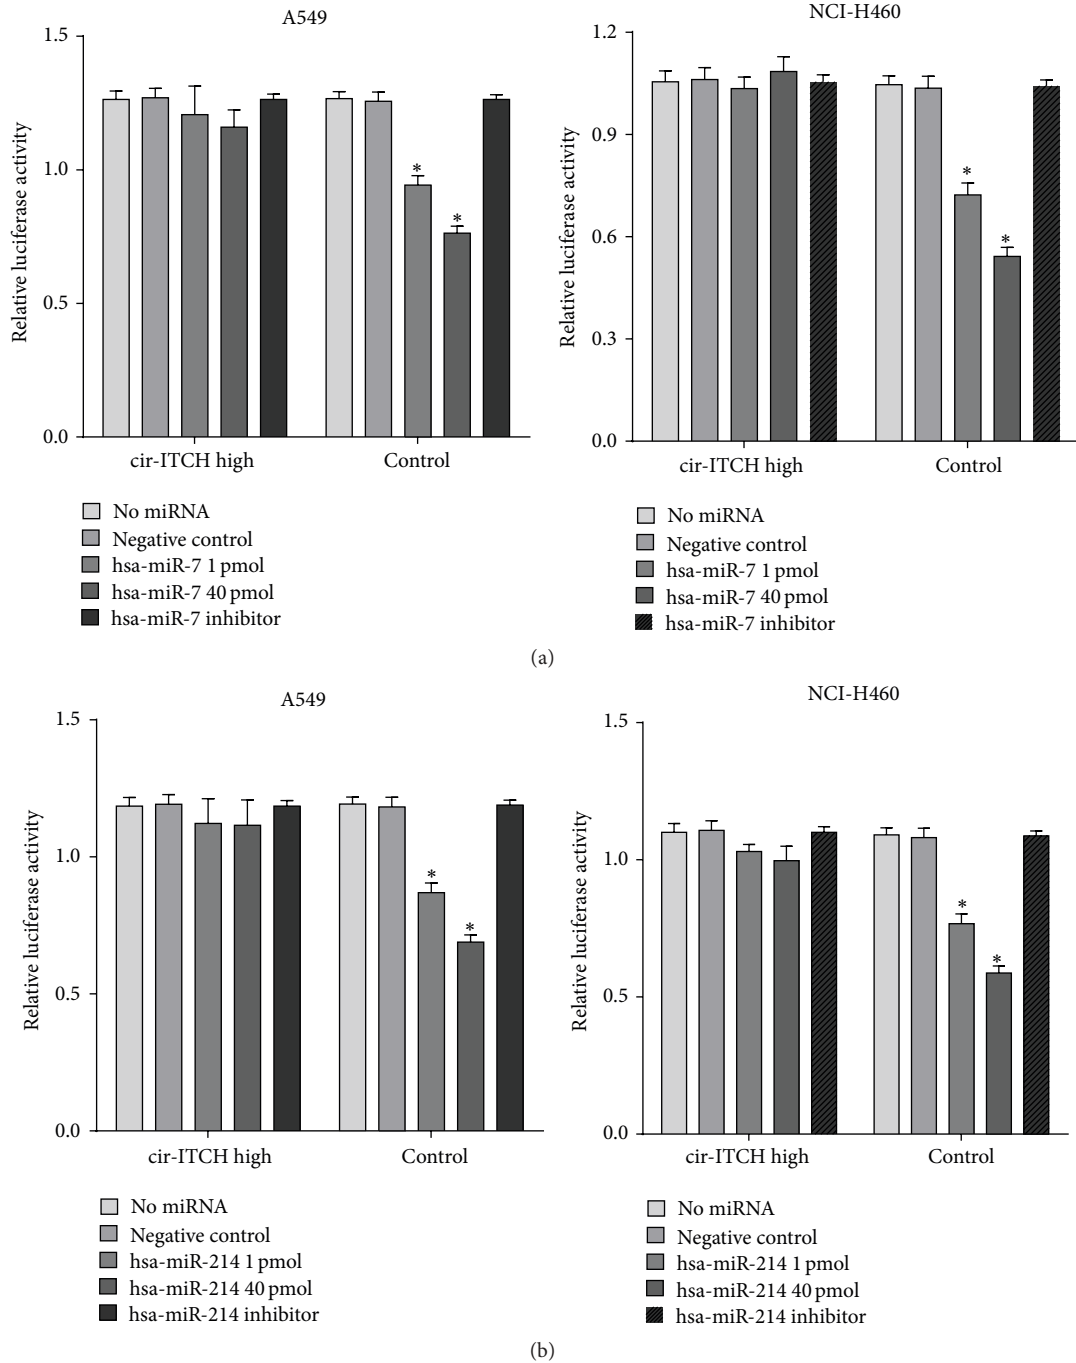 A549
Relative luciferase activity
1.5
1.0
0.5
0.0
*
*
cir-ITCH high
Control
No miRNA
Negative control
hsa-miR-7 1 pmol
hsa-miR-7 40 pmol
hsa-miR-7 inhibitor
NCI-H460
Relative luciferase activity
1.2
0.9
0.6
0.3
0.0
*
*
cir-ITCH high
Control
No miRNA
Negative control
hsa-miR-7 1 pmol
hsa-miR-7 40 pmol
hsa-miR-7 inhibitor
(a)
A549
Relative luciferase activity
1.5
1.0
0.5
0.0
*
*
cir-ITCH high
Control
No miRNA
Negative control
hsa-miR-214 1 pmol
hsa-miR-214 40 pmol
hsa-miR-214 inhibitor
NCI-H460
Relative luciferase activity
1.5
1.0
0.5
0.0
*
*
cir-ITCH high
Control
No miRNA
Negative control
hsa-miR-214 1 pmol
hsa-miR-214 40 pmol
hsa-miR-214 inhibitor
(b)